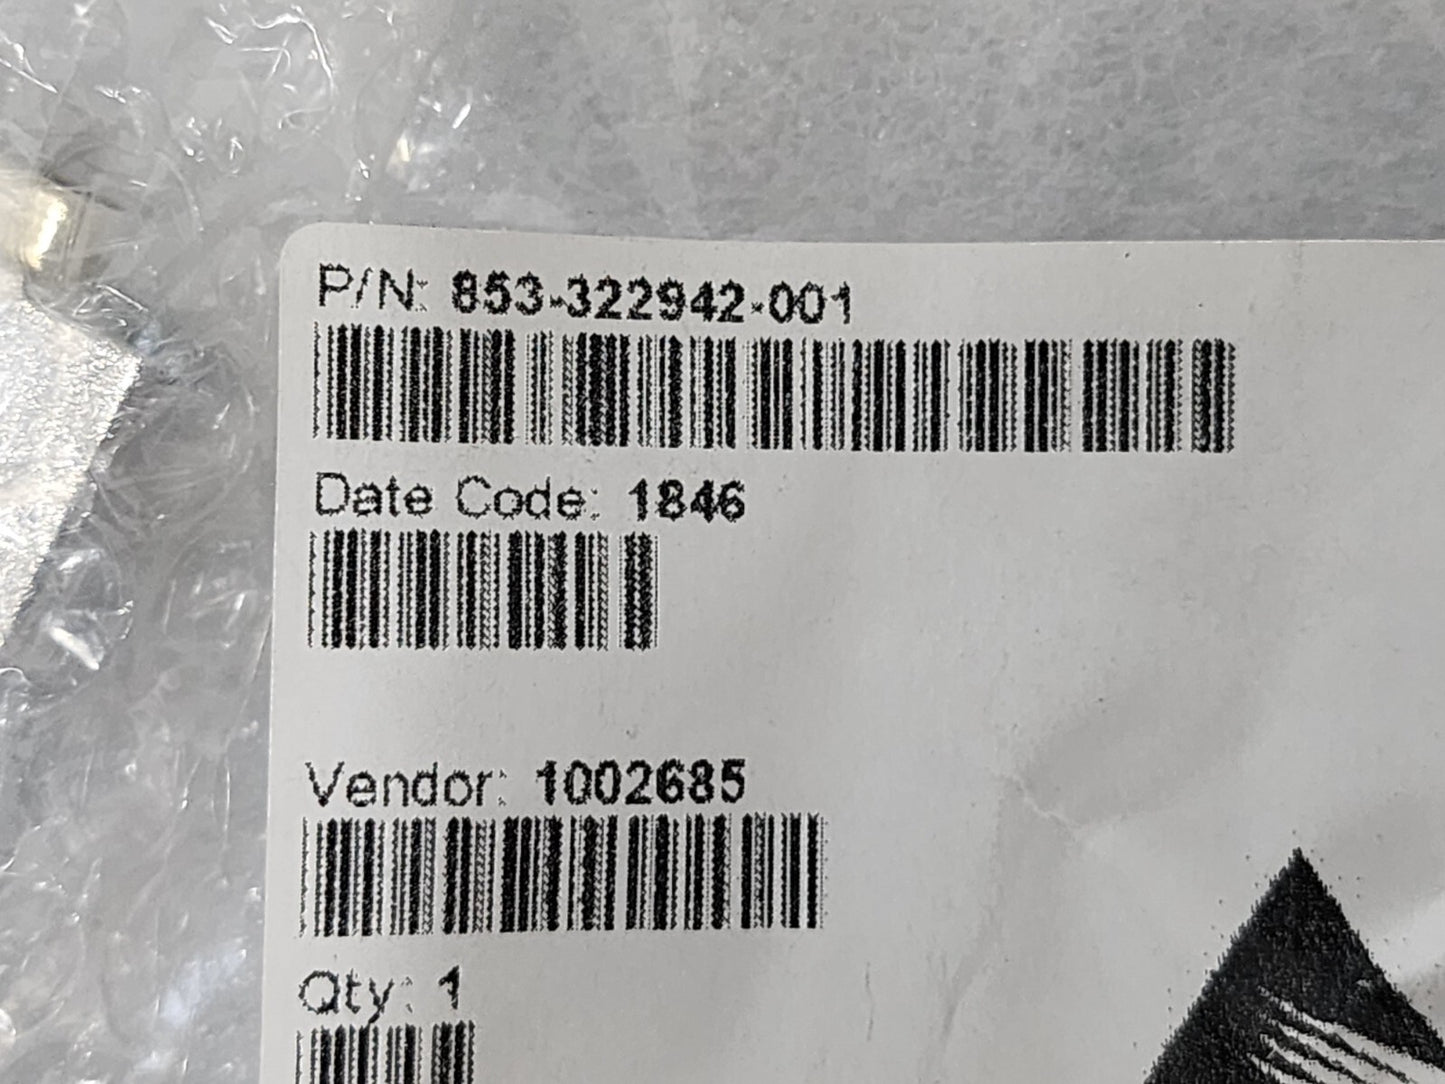 P/N: 853-322942-001
Date Code: 1846
Vendor: 1002685
Qty: 1